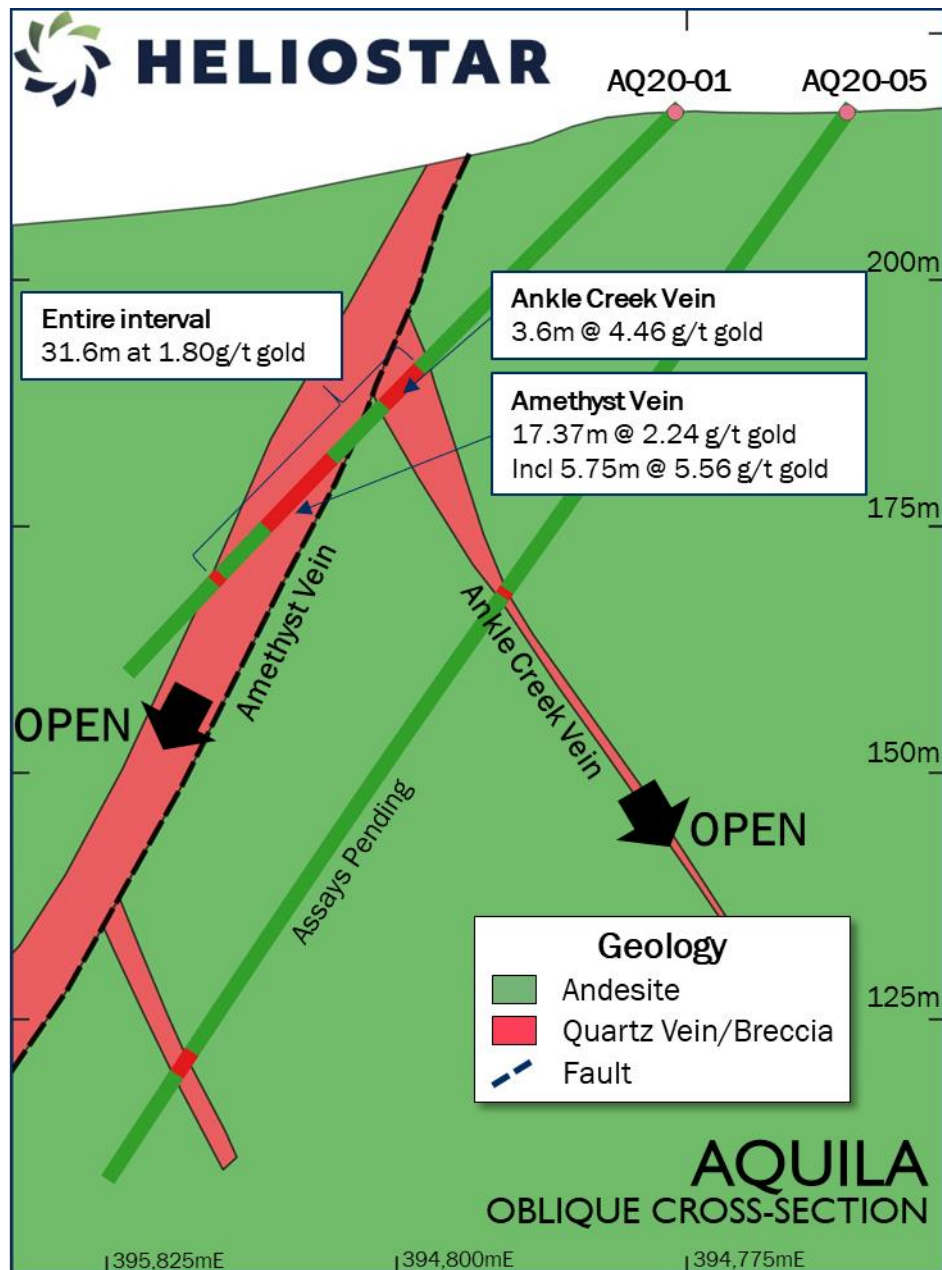 HELIOSTAR
AQ20-01
AQ20-05
200m
Entire interval
31.6m at 1.80g/t gold
Ankle Creek Vein
3.6m @ 4.46 g/t gold
Amethyst Vein
17.37m @ 2.24 g/t gold
Incl 5.75m @ 5.56 g/t gold
175m
Amethyst Vein
Ankle Creek Vein
OPEN
150m
OPEN
Assays Pending
Geology
Andesite
Quartz Vein/Breccia
Fault
125m
AQUILA
OBLIQUE CROSS-SECTION
395,825mE
394,800mE
394,775mE